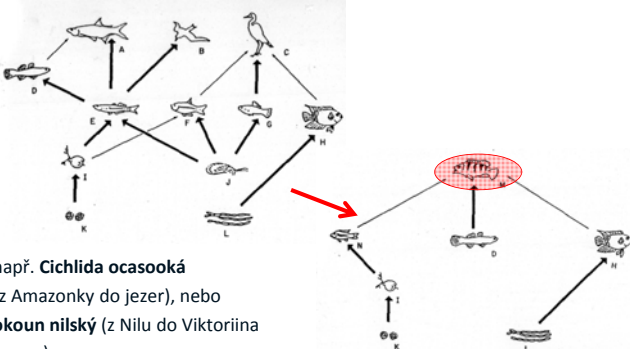 A
B
C
D
E
F
G
H
I
J
K
L
M
N
D
H
I
K
L
např. Cichlida ocasooká
z Amazonky do jezer), nebo
okoun nilský (z Nilu do Viktoriina